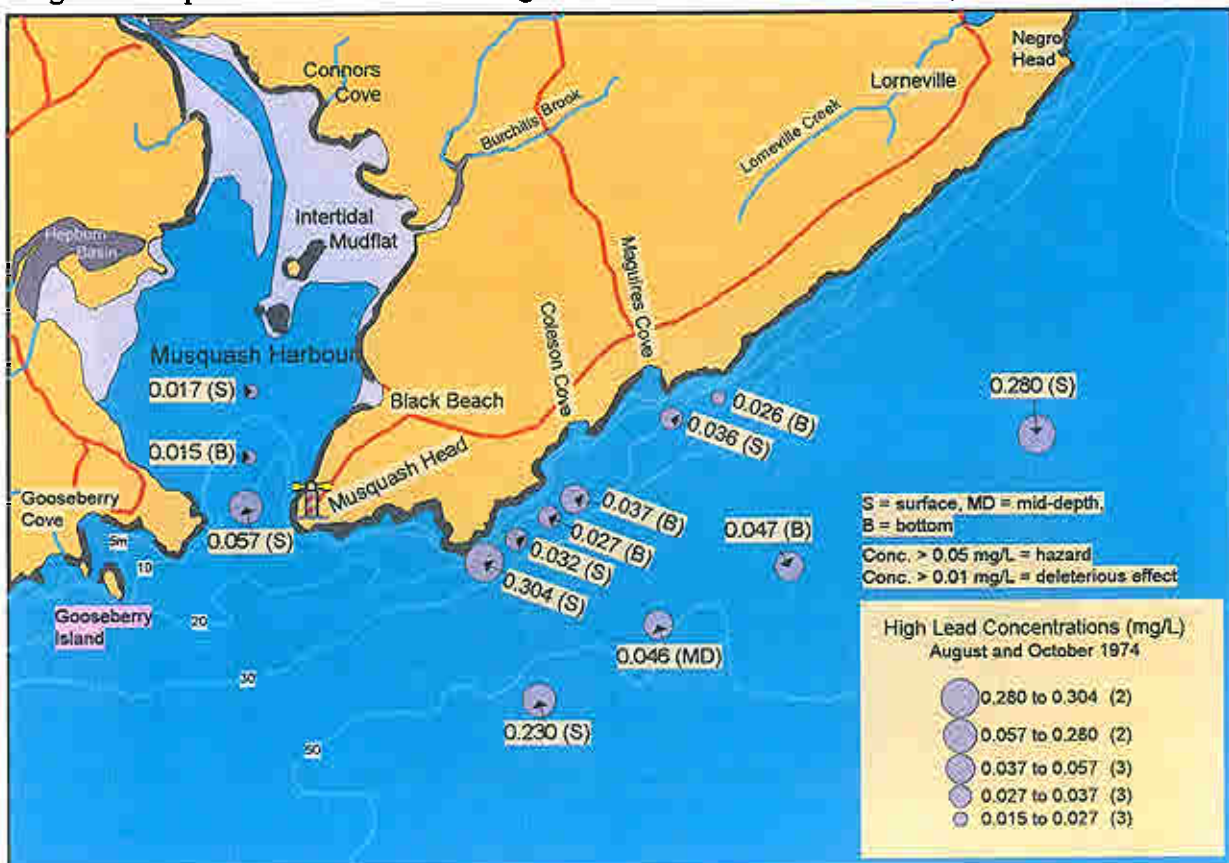 Negro
Head
Lorneville
Connors
Cove
Burchills Brook
Lorneville Creek
Intertidal
Mudflat
Hepburn
Basin
Maguires Cove
Coleson Cove
Musquash Harbour
0.017 (S)
Black Beach
0.280 (S)
0.026 (B)
0.036 (S)
0.015 (B)
Musquash Head
Gooseberry
Cove
0.037 (B)
S = surface, MD = mid-depth,
B = bottom
0.057 (S)
0.027 (B)
0.047 (B)
5m
10
0.032 (S)
Conc. > 0.05 mg/L = hazard
Conc. > 0.01 mg/L = deleterious effect
0.304 (S)
Gooseberry
Island
20
High Lead Concentrations (mg/L)
August and October 1974
0.046 (MD)
30
0.280 to 0.304 (2)
0.230 (S)
0.057 to 0.280 (2)
50
0.037 to 0.057 (3)
0.027 to 0.037 (3)
0.015 to 0.027 (3)